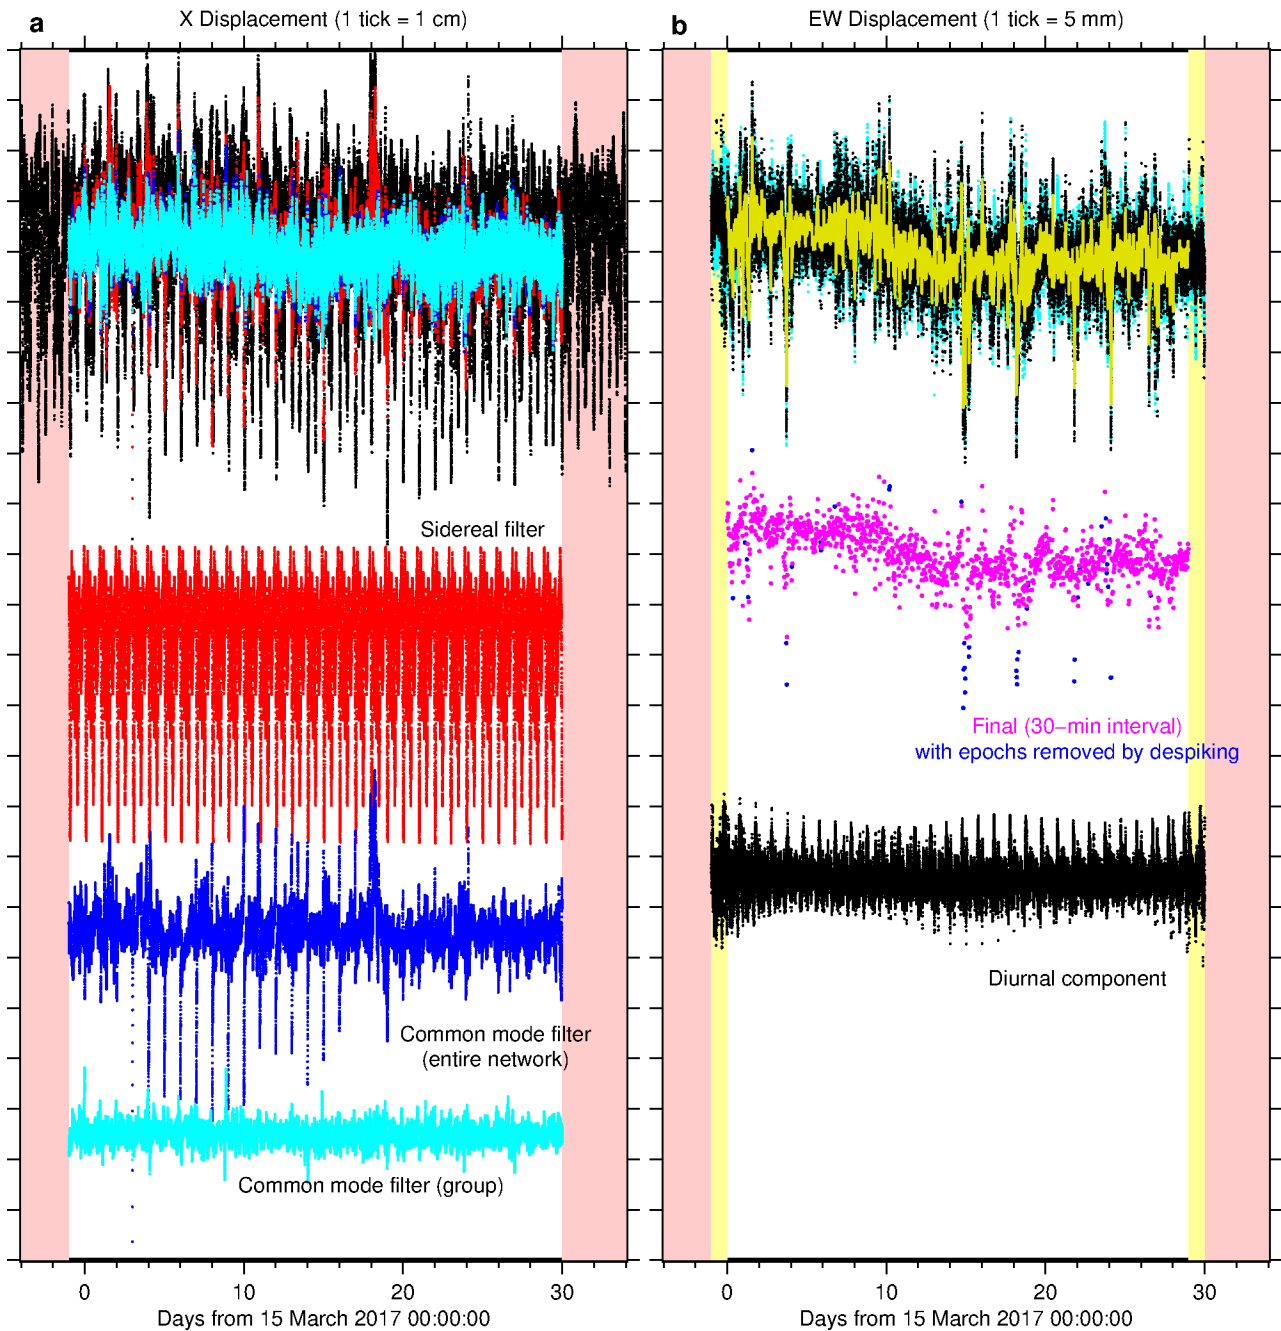 a
X Displacement (1 tick = 1 cm)
Sidereal filter
Common mode filter
(entire network)
Common mode filter (group)
0
10
20
30
Days from 15 March 2017 00:00:00
b
EW Displacement (1 tick = 5 mm)
Final (30−min interval)
with epochs removed by despiking
Diurnal component
0
10
20
30
Days from 15 March 2017 00:00:00